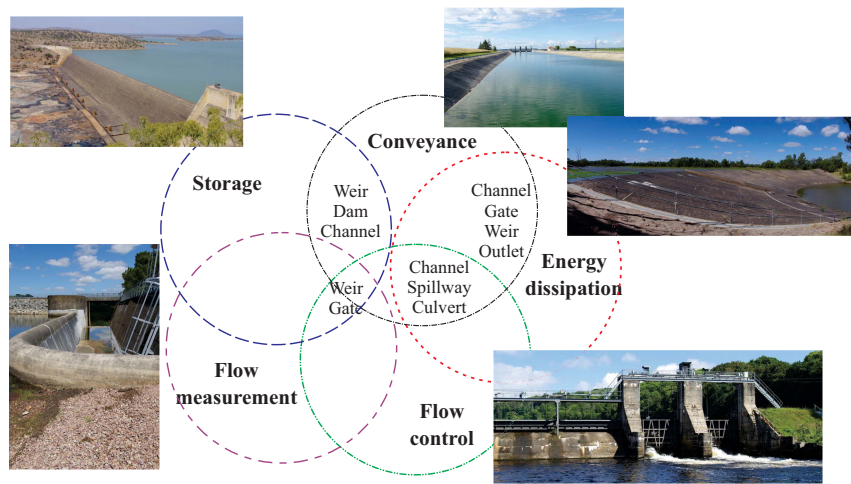 Conveyance
Storage
Weir
Dam
Channel
Channel
Gate
Weir
Outlet
Energy
dissipation
Channel
Spillway
Culvert
Weir
Gate
Flow
measurement
Flow
control